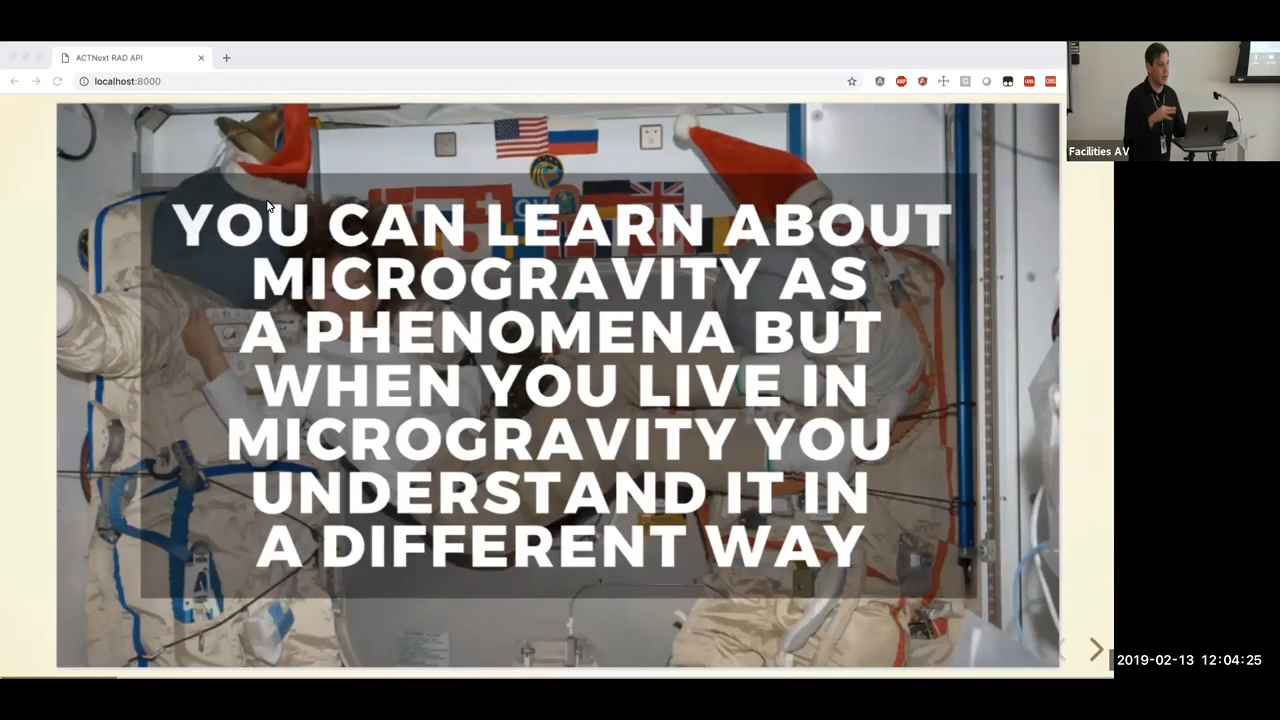 ACTNext RAD API
localhost:8000
Facilities AV
YOU CAN LEARN ABOUT
MICROGRAVITY AS
A PHENOMENA BUT
WHEN YOU LIVE IN
MICROGRAVITY YOU
UNDERSTAND IT IN
A DIFFERENT WAY
2019-02-13 12:04:25